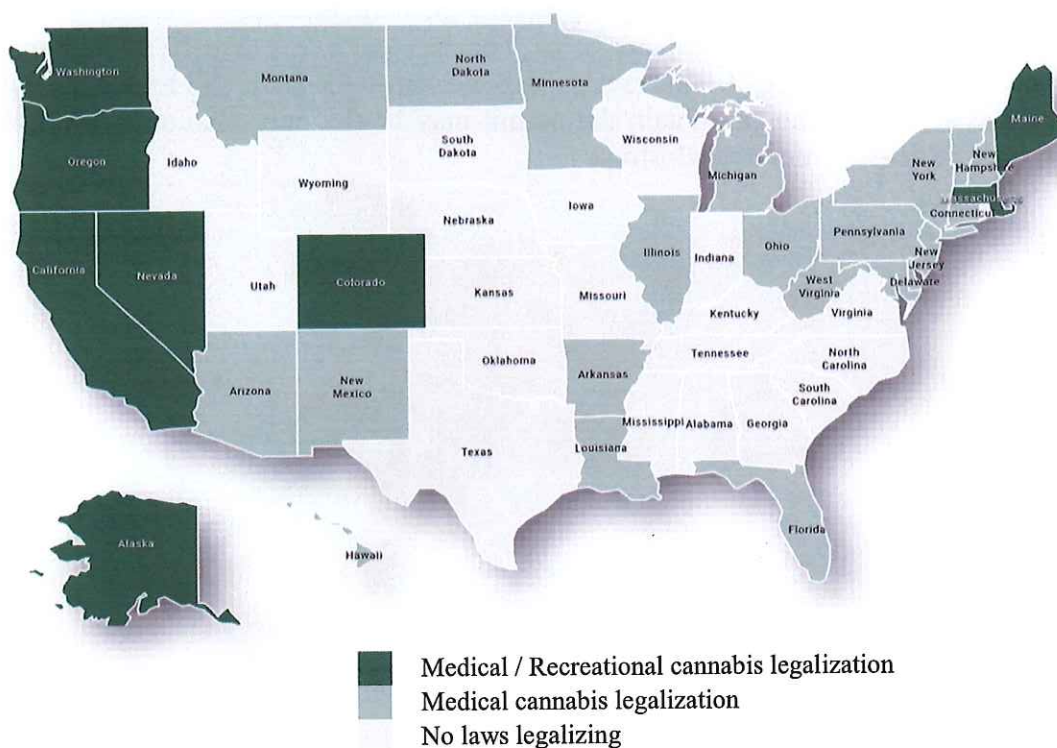 Washington
Montana
North
Dakota
Minnesota
Maine
Oregon
Idaho
South
Dakota
Wisconsin
New
York
New
Hampshire
Wyoming
Michigan
Massachusetts
Connecticut
Nebraska
Iowa
Pennsylvania
California
Nevada
Utah
Colorado
Illinois
Indiana
Ohio
New
Jersey
Kansas
Missouri
West
Virginia
Delawate
Kentucky
Virginia
Arizona
New
Mexico
Oklahoma
Arkansas
Tennessee
North
Carolina
South
Carolina
Texas
Louisiana
Mississippi
Alabama
Georgia
Florida
Alaska
Hawali
Medical / Recreational cannabis legalization
Medical cannabis legalization
No laws legalizing